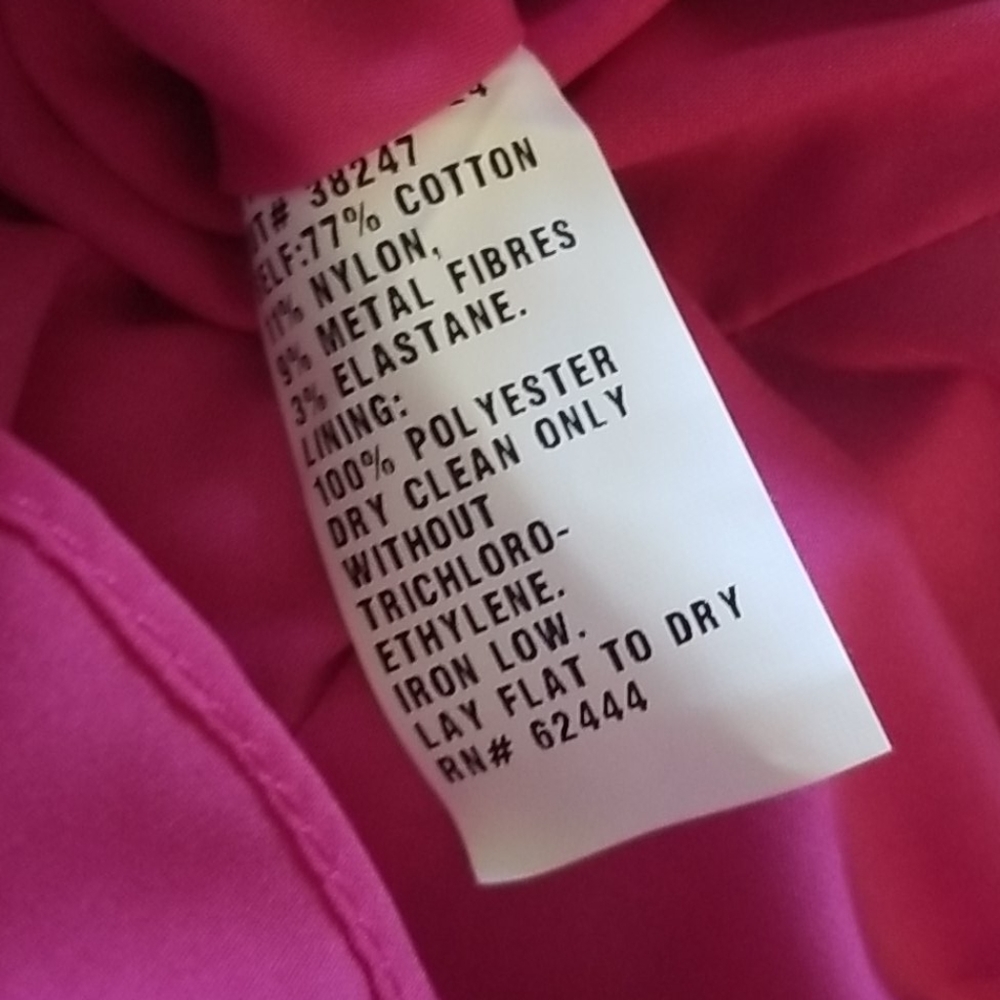 T# 38247
ELF:77% COTTON
11% NYLON,
9% METAL FIBRES
3% ELASTANE.
LINING:
100% POLYESTER
DRY CLEAN ONLY
WITHOUT
TRICHLORO-
ETHYLENE.
IRON LOW.
LAY FLAT TO DRY
RN# 62444